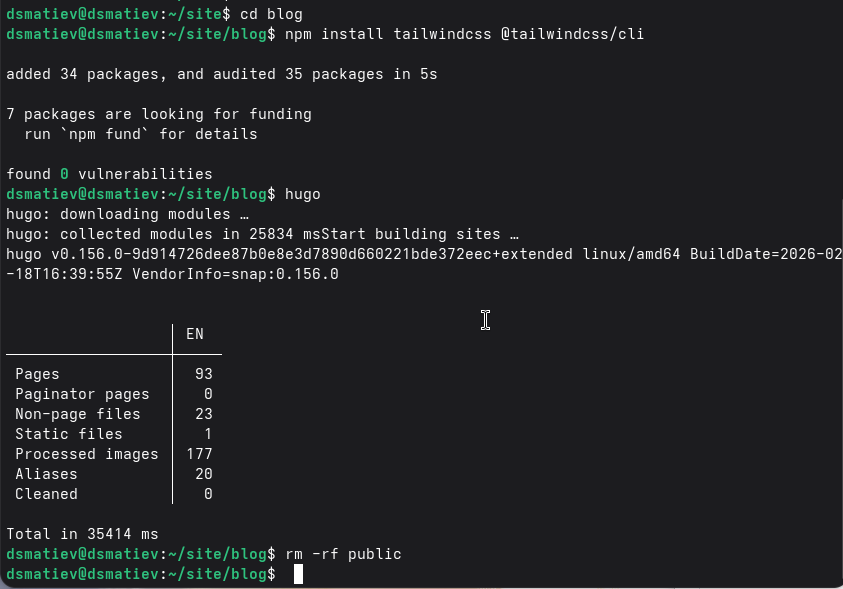 dsmatiev@dsmatiev:~/site$ cd blog
dsmatiev@dsmatiev:~/site/blog$ npm install tailwindcss @tailwindcss/cli
added 34 packages, and audited 35 packages in 5s
7 packages are looking for funding
  run `npm fund` for details
found 0 vulnerabilities
dsmatiev@dsmatiev:~/site/blog$ hugo
hugo: downloading modules …
hugo: collected modules in 25834 msStart building sites …
hugo v0.156.0-9d914726dee87b0e8e3d7890d660221bde372eec+extended linux/amd64 BuildDate=2026-02
-18T16:39:55Z VendorInfo=snap:0.156.0
EN
Pages 93
Paginator pages 0
Non-page files 23
Static files 1
Processed images 177
Aliases 20
Cleaned 0
Total in 35414 ms
dsmatiev@dsmatiev:~/site/blog$ rm -rf public
dsmatiev@dsmatiev:~/site/blog$